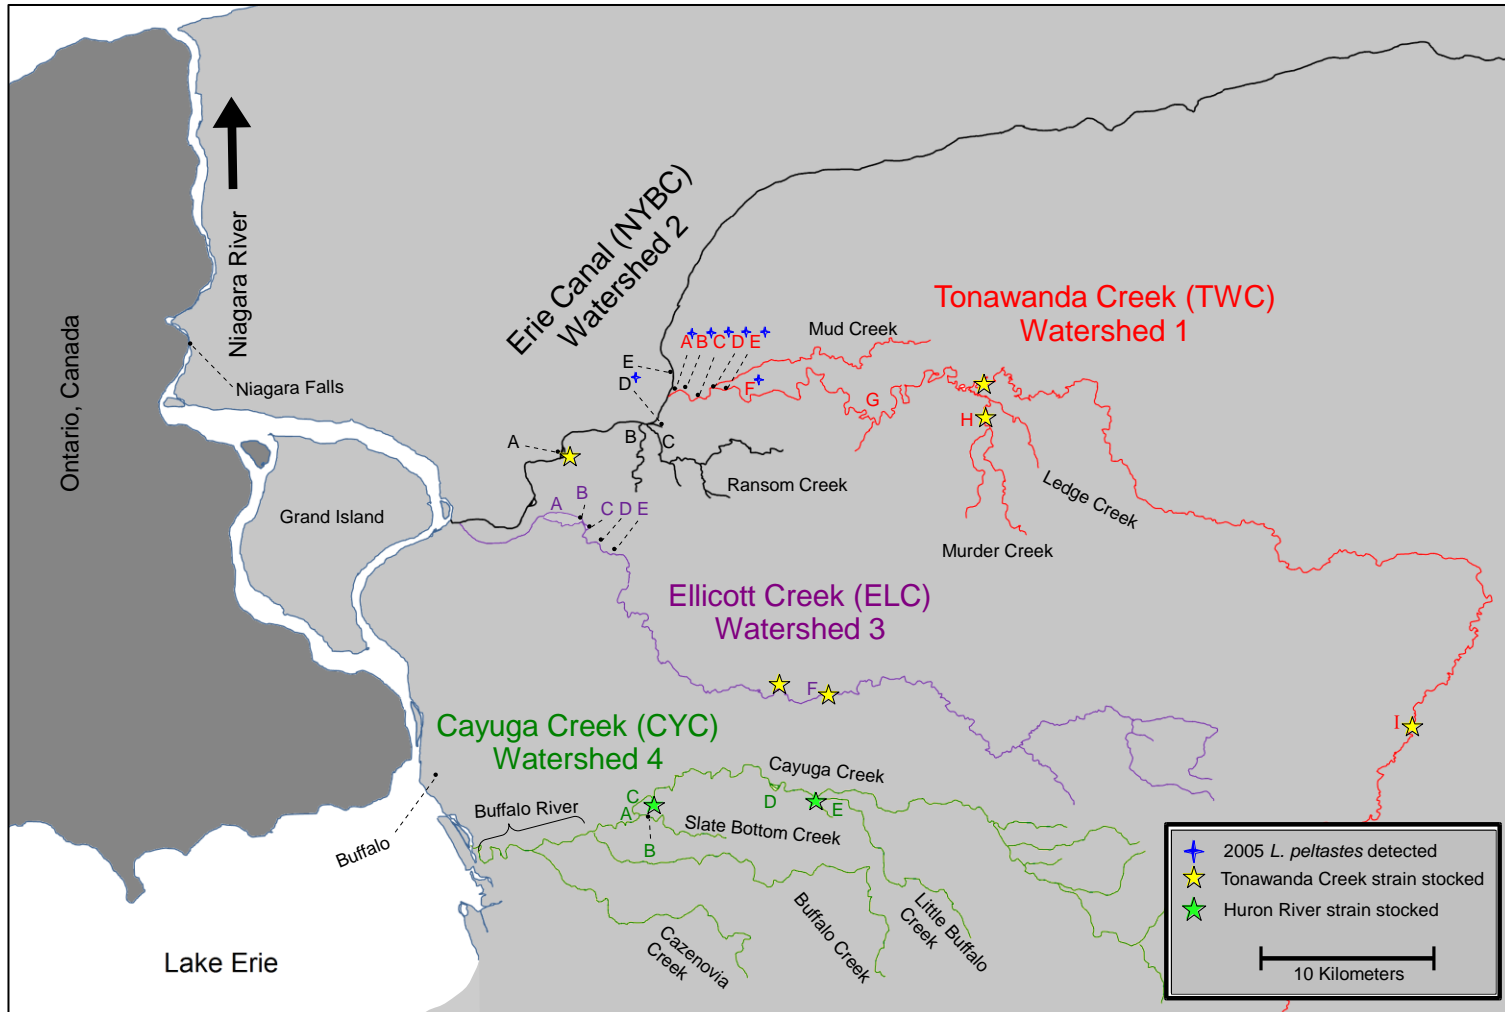 Niagara River
Ontario, Canada
Niagara Falls
Grand Island
Erie Canal (NYBC)
Watershed 2
E
D
A
B
C
Ransom Creek
Tonawanda Creek (TWC)
Watershed 1
A B C D E
Mud Creek
F
G
H
Ledge Creek
Murder Creek
I
A
B
C D E
Ellicott Creek (ELC)
Watershed 3
F
Cayuga Creek (CYC)
Watershed 4
Cayuga Creek
Buffalo River
C
A
B
D
E
Slate Bottom Creek
Buffalo
Cazenovia
Creek
Buffalo Creek
Little Buffalo
Creek
Lake Erie
2005 L. peltastes detected
Tonawanda Creek strain stocked
Huron River strain stocked
10 Kilometers